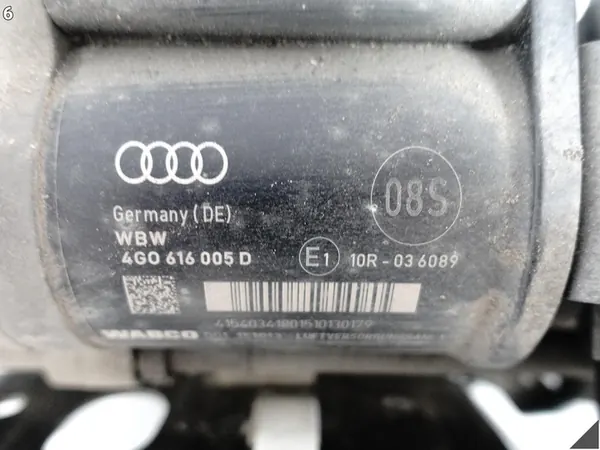 6
Germany (DE)
08S
WBW
4G0 616 005 D
E1 10R - 03 6089
WABCO